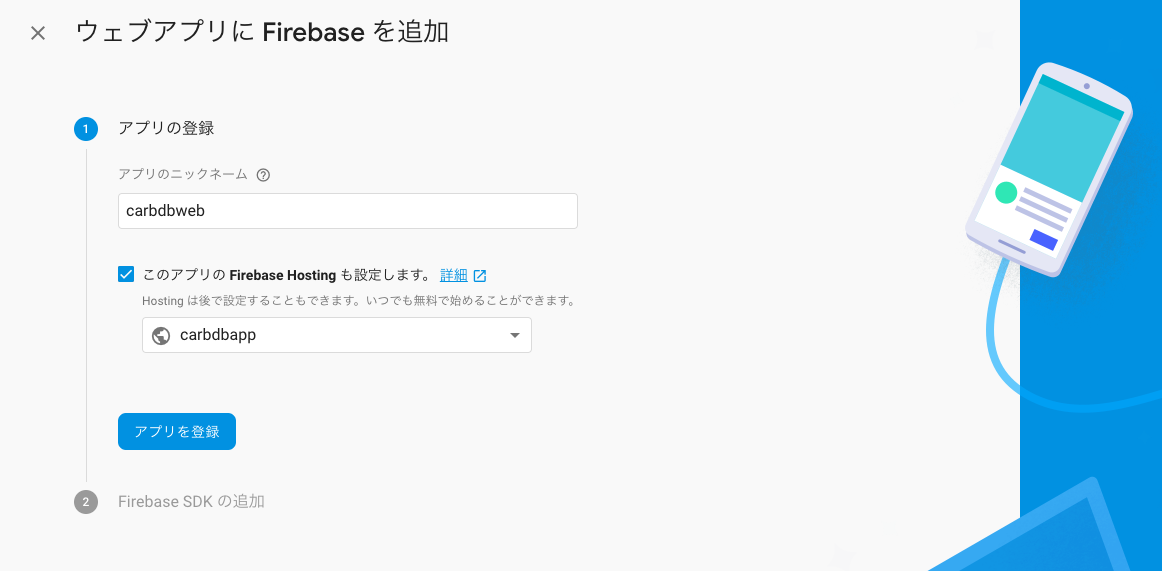 ウェブアプリに Firebase を追加
1 アプリの登録
アプリのニックネーム ?
carbdbweb
このアプリの Firebase Hosting も設定します。 詳細
Hosting は後で設定することもできます。いつでも無料で始めることができます。
carbdbapp
アプリを登録
2 Firebase SDK の追加